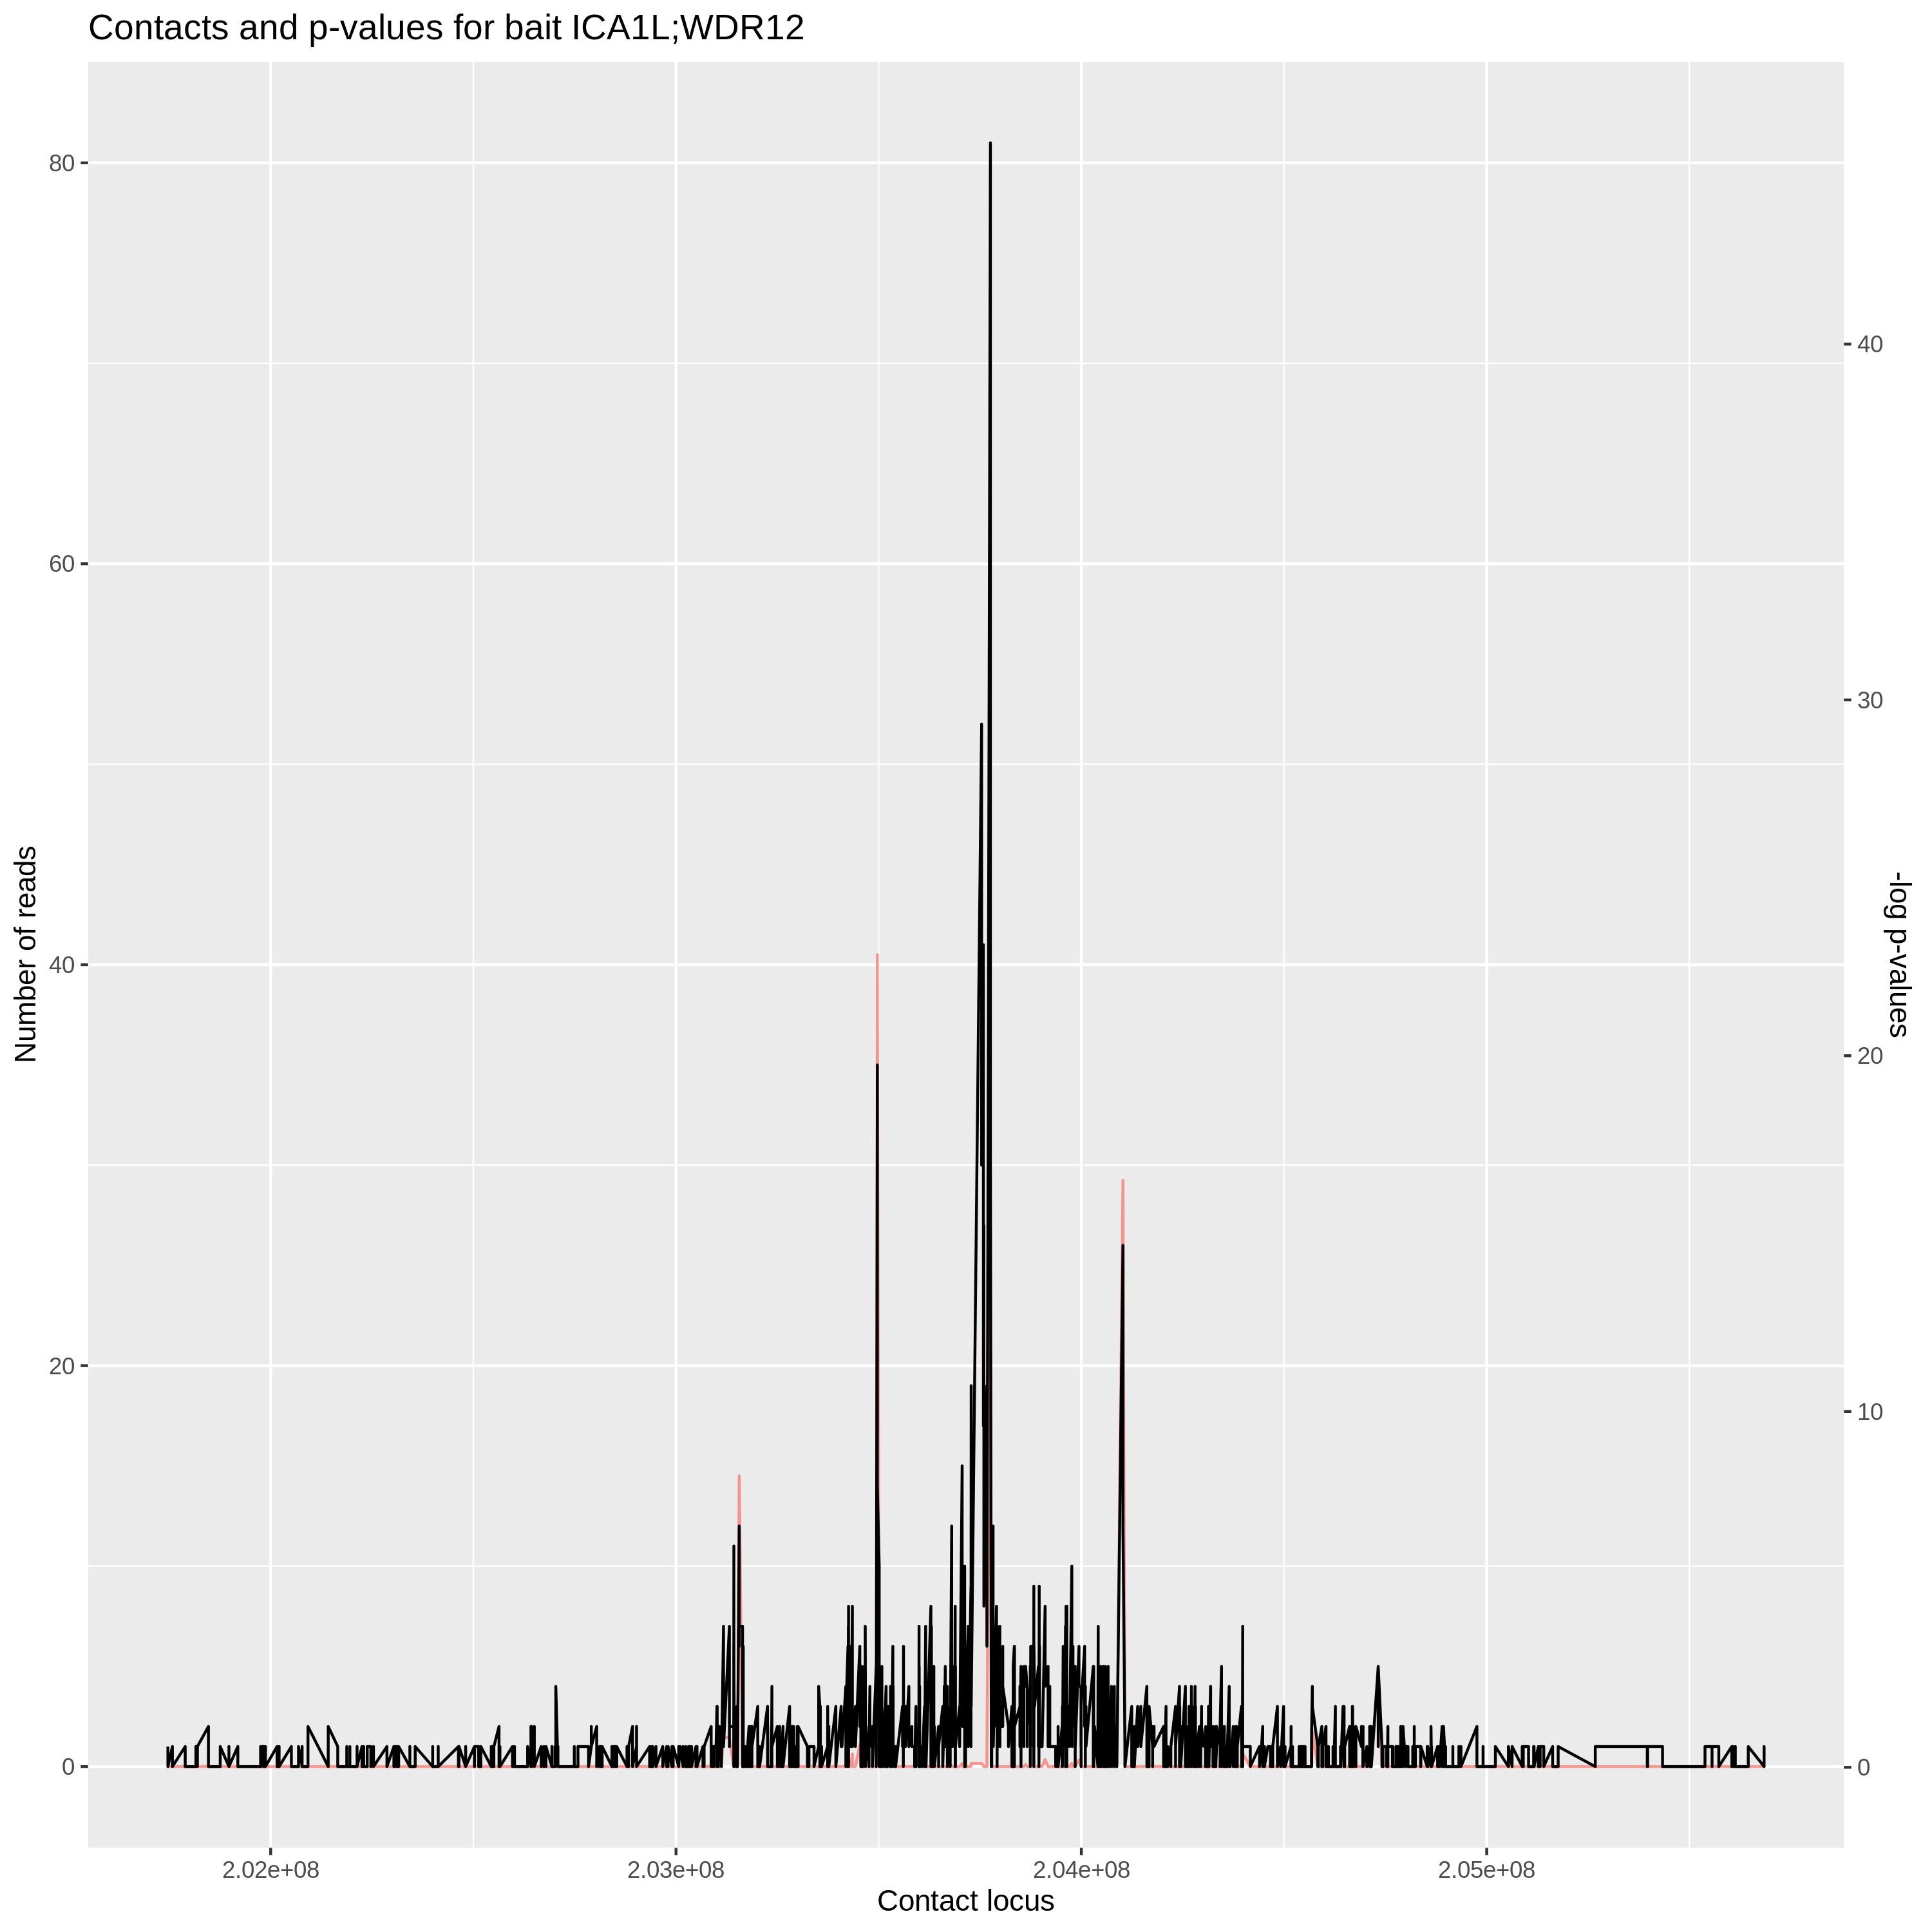 Contacts and p-values for bait ICA1L;WDR12
80
60
40
20
0
Number of reads
40
30
20
10
0
-log p-values
2.02e+08 2.03e+08 2.04e+08 2.05e+08
Contact locus